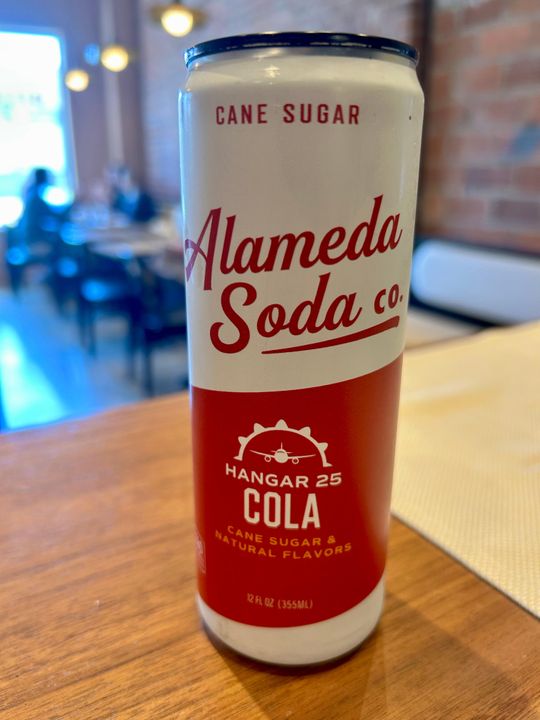 CANE SUGAR
Alameda
Soda CO.
HANGAR 25
COLA
CANE SUGAR &
NATURAL FLAVORS
12 FL OZ (355ML)